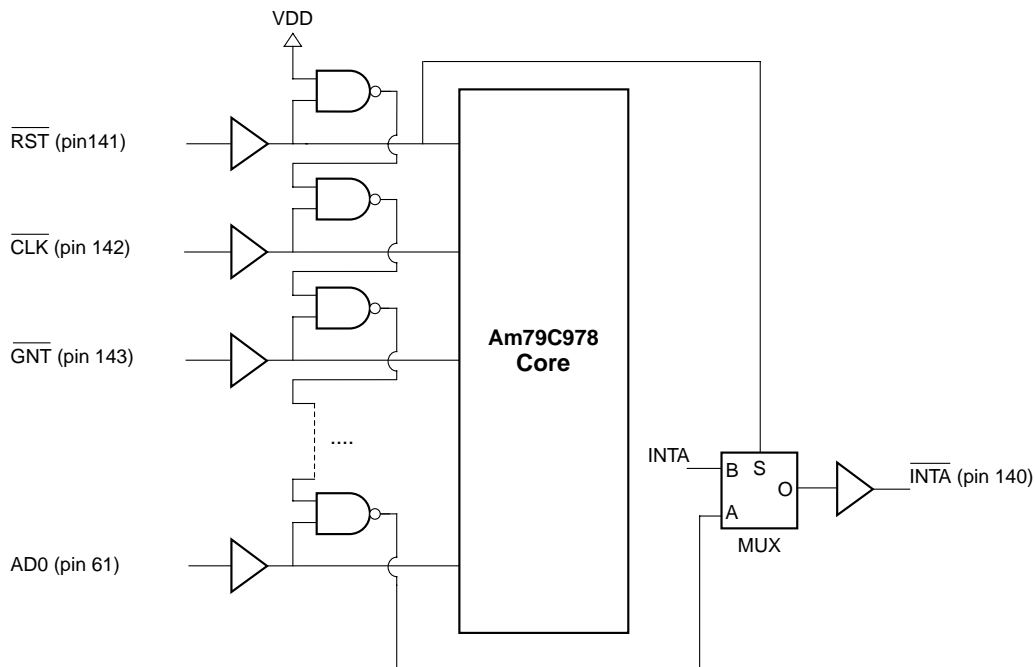 VDD
RST (pin141)
CLK (pin 142)
GNT (pin 143)
Am79C978
Core
....
INTA
B S
O
INTA (pin 140)
A
MUX
AD0 (pin 61)